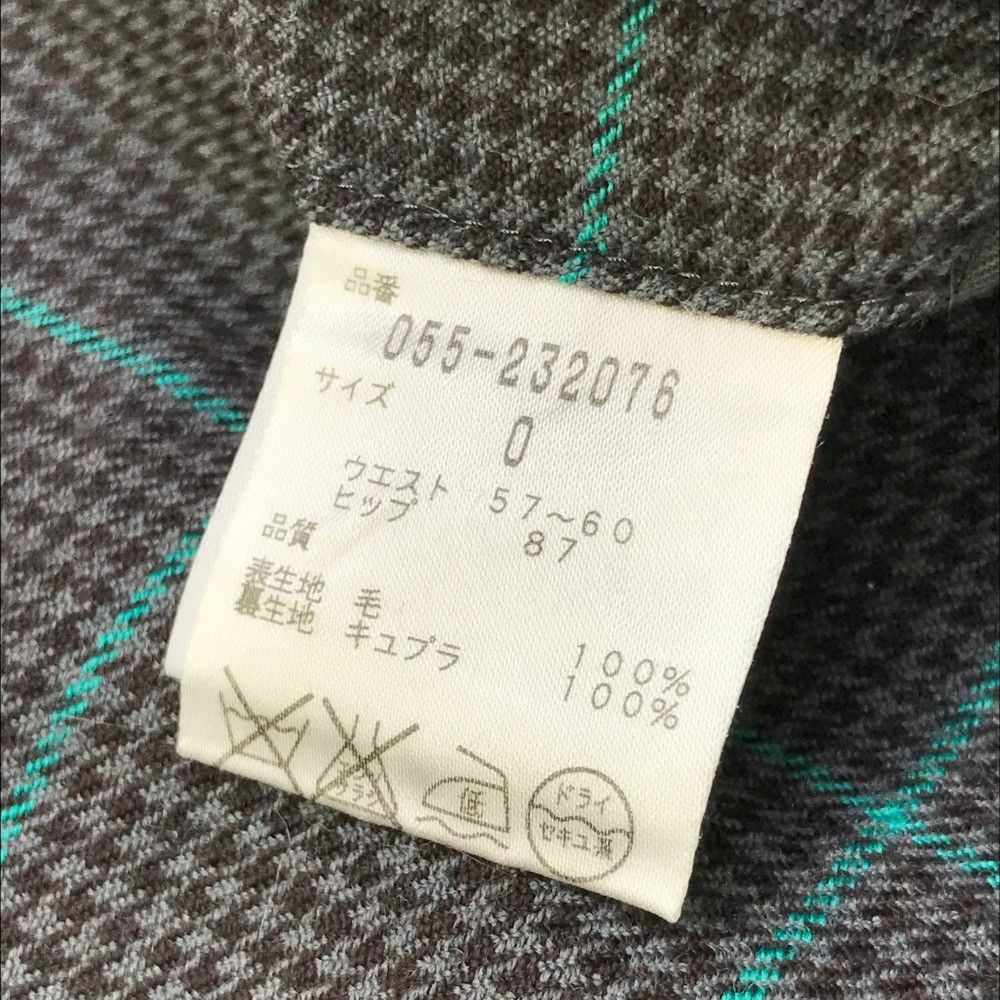 品番
055-232076
サイズ
0
ウエスト 57～60
ヒップ 87
品質
表生地 毛 100%
裏生地 キュプラ 100%
低
ドライ
セキユ系